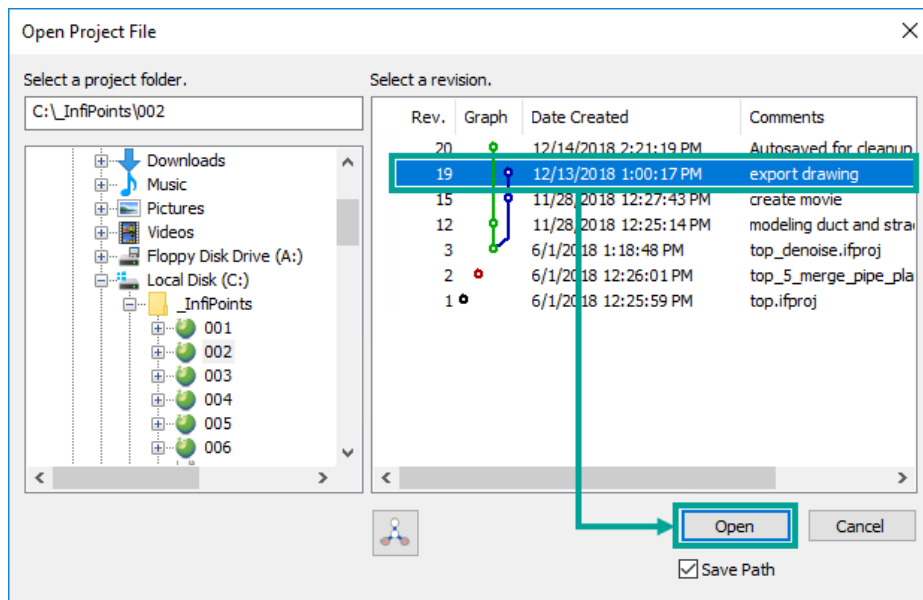 Open Project File
Select a project folder.
C:\_InfiPoints\002
Downloads
Music
Pictures
Videos
Floppy Disk Drive (A:)
Local Disk (C:)
_InfiPoints
001
002
003
004
005
006
Select a revision.
Rev. Graph Date Created Comments
20 12/14/2018 2:21:19 PM Autosaved for cleanup
19 12/13/2018 1:00:17 PM export drawing
15 11/28/2018 12:27:43 PM create movie
12 11/28/2018 12:25:14 PM modeling duct and stra
3 6/1/2018 1:18:48 PM top_denoise.ifproj
2 6/1/2018 12:26:01 PM top_5_merge_pipe_pla
1 6/1/2018 12:25:59 PM top.ifproj
Open Cancel
Save Path